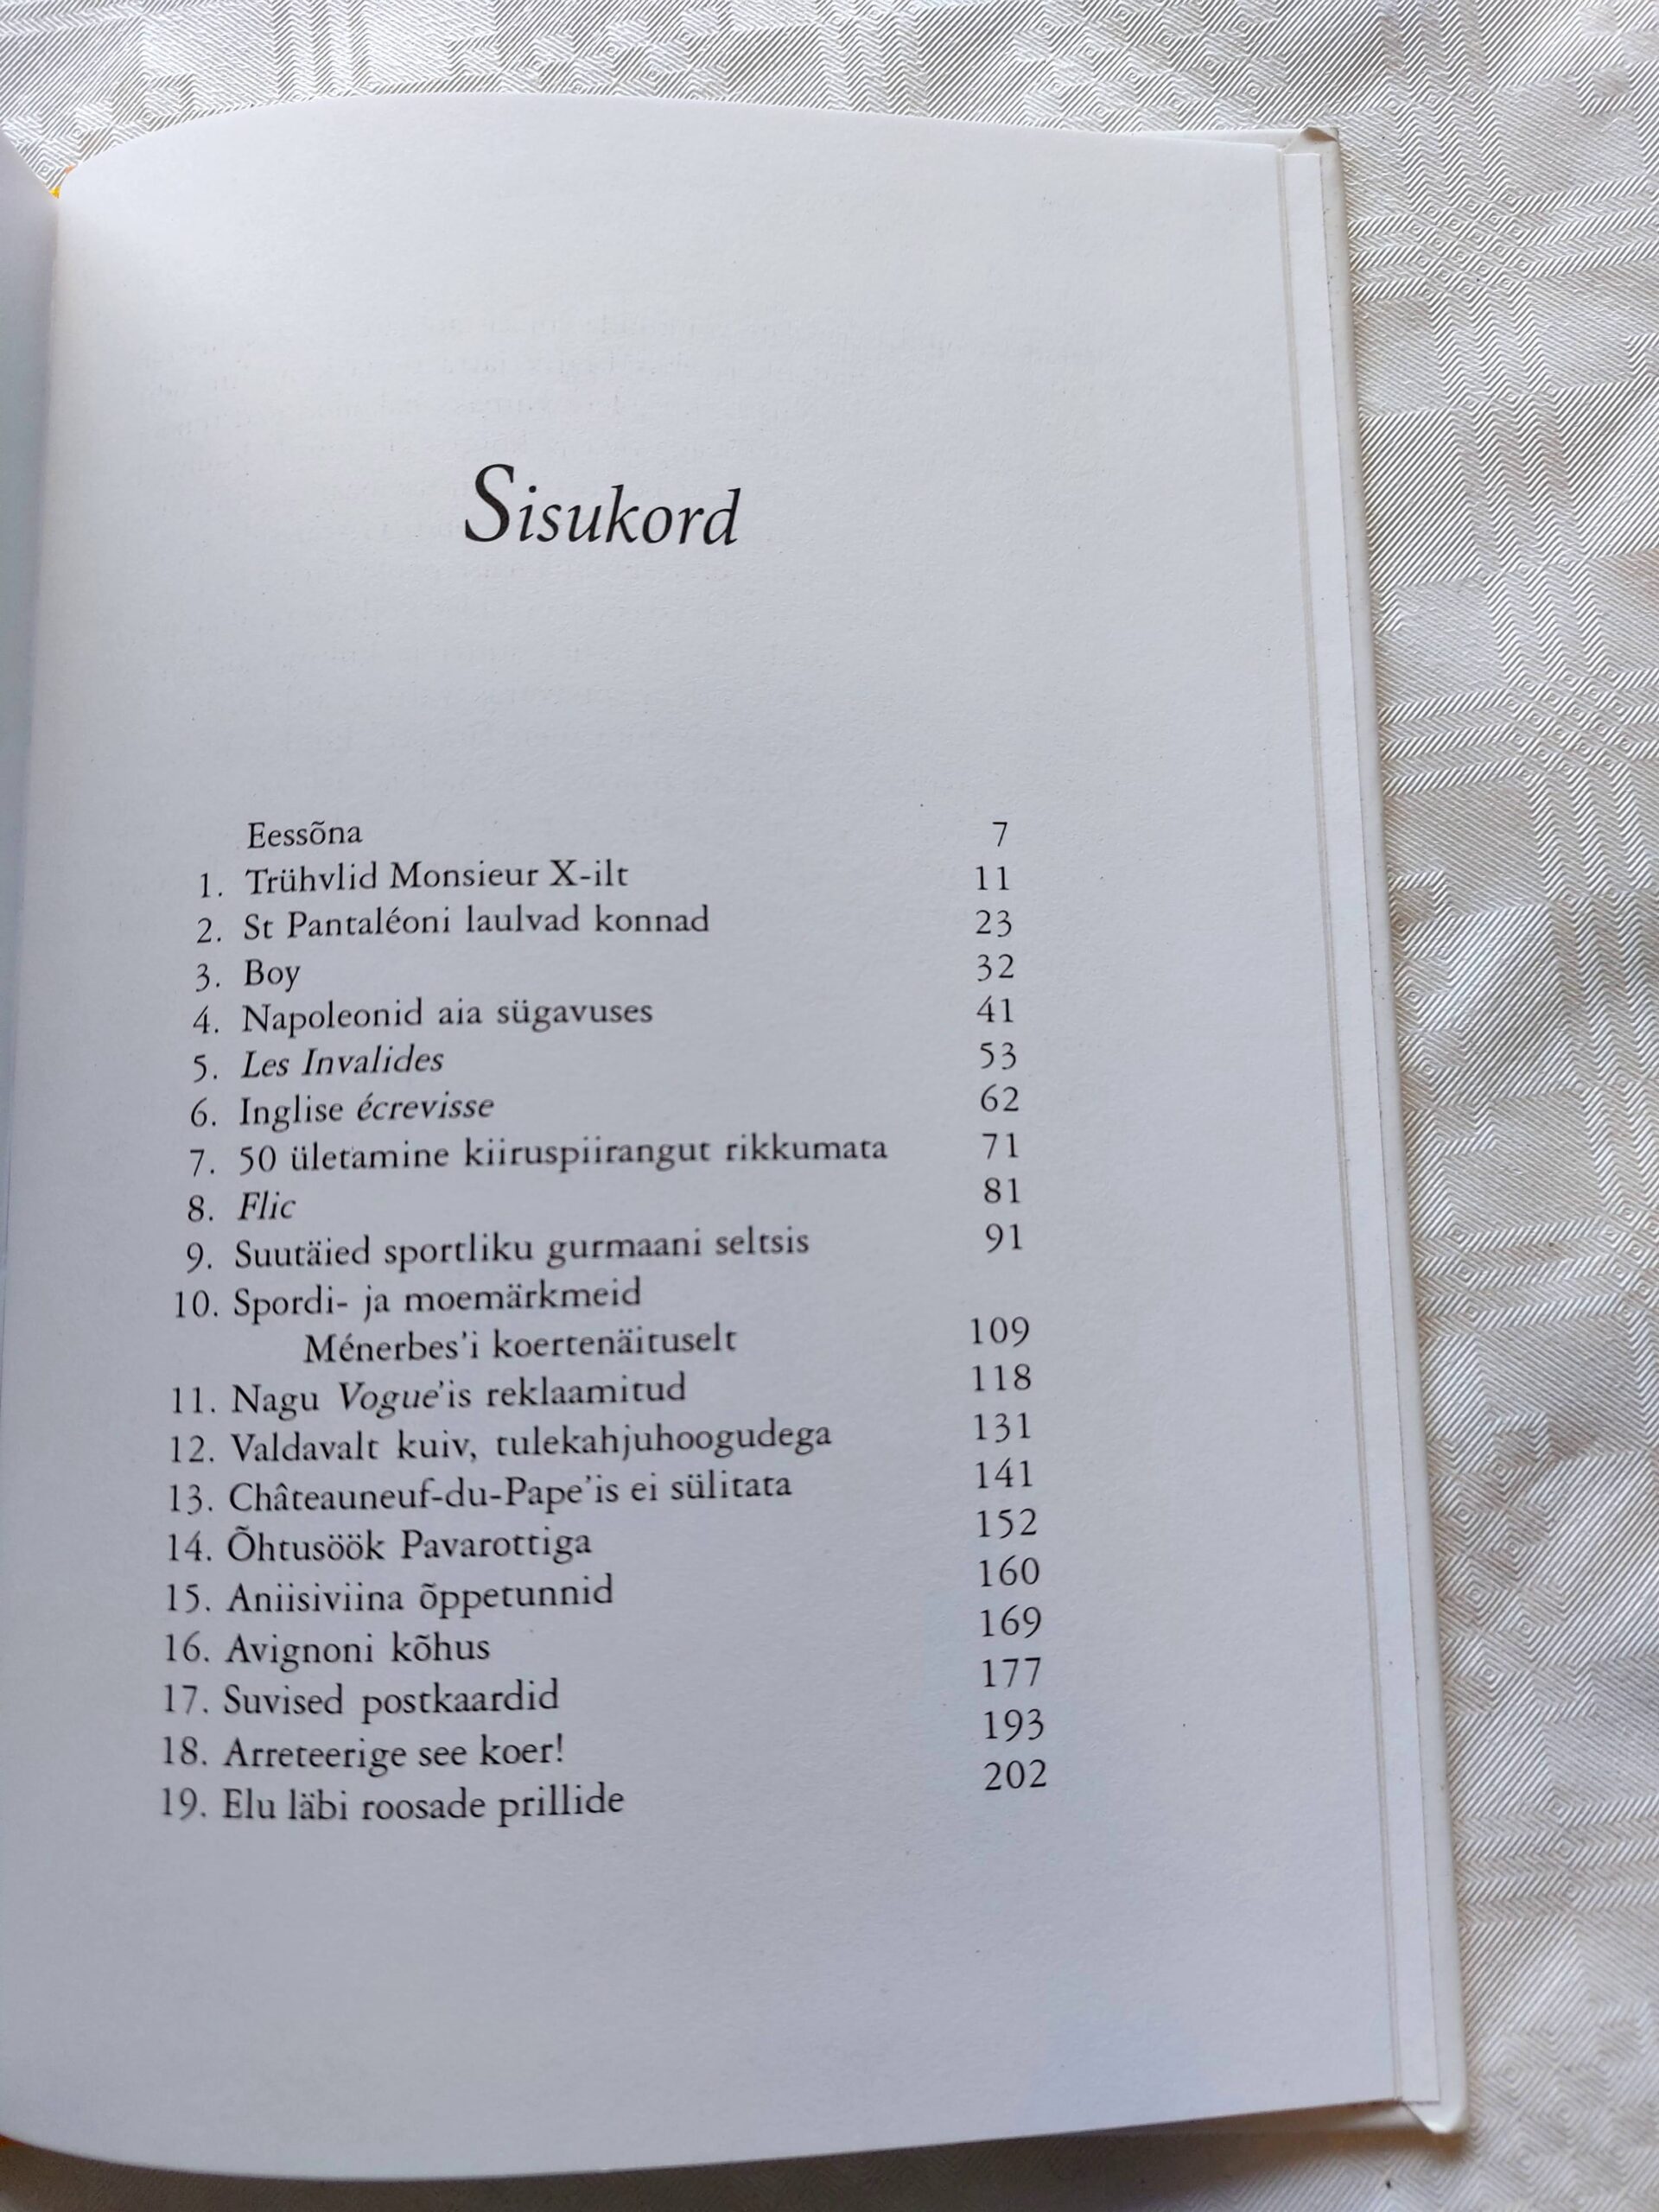 Sisukord
Eessõna 7
1. Trühvlid Monsieur X-ilt 11
2. St Pantaléoni laulvad konnad 23
3. Boy 32
4. Napoleonid aia sügavuses 41
5. Les Invalides 53
6. Inglise écrevisse 62
7. 50 ületamine kiiruspiirangut rikkumata 71
8. Flic 81
9. Suutäied sportliku gurmaani seltsis 91
10. Spordi- ja moemärkmeid
Ménerbes'i koertenäituselt 109
11. Nagu Vogue'is reklaamitud 118
12. Valdavalt kuiv, tulekahjuhoogudega 131
13. Châteauneuf-du-Pape'is ei sülitata 141
14. Õhtusöök Pavarottiga 152
15. Aniisiviina õppetunnid 160
16. Avignoni kõhus 169
17. Suvised postkaardid 177
18. Arreteerige see koer! 193
19. Elu läbi roosade prillide 202